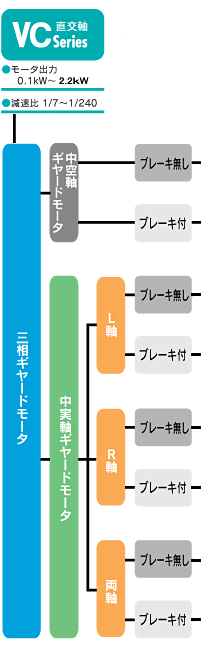 VC 直交軸
Series
●モータ出力
0.1kW～2.2kW
●減速比 1/7～1/240
三相ギヤードモータ
中空軸
ギヤードモータ
ブレーキ無し
ブレーキ付
中実軸ギヤードモータ
L軸
ブレーキ無し
ブレーキ付
R軸
ブレーキ無し
ブレーキ付
両軸
ブレーキ無し
ブレーキ付